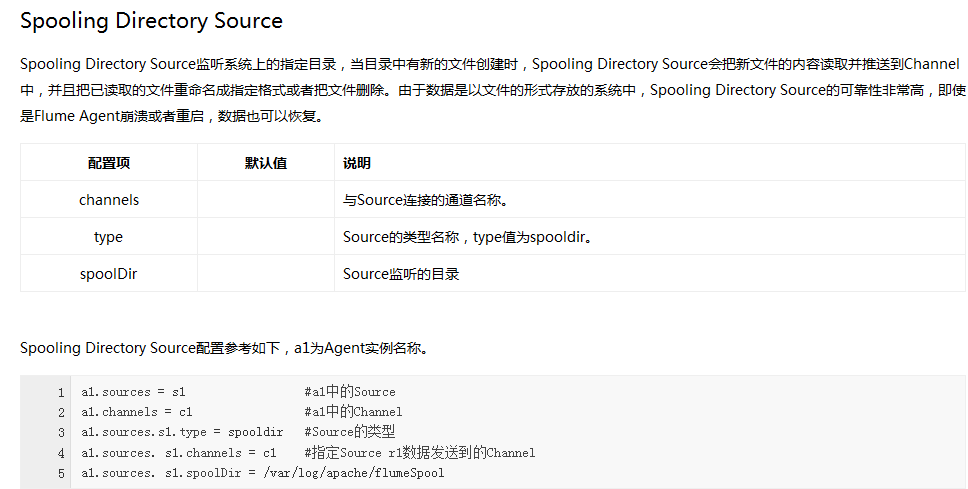 Spooling Directory Source
Spooling Directory Source监听系统上的指定目录，当目录中有新的文件创建时，Spooling Directory Source会把新文件的内容读取并推送到Channel
中，并且把已读取的文件重命名成指定格式或者把文件删除。由于数据是以文件的形式存放的系统中，Spooling Directory Source的可靠性非常高，即使
是Flume Agent崩溃或者重启，数据也可以恢复。
配置项 默认值 说明
channels 与Source连接的通道名称。
type Source的类型名称，type值为spooldir。
spoolDir Source监听的目录
Spooling Directory Source配置参考如下，a1为Agent实例名称。
1 a1.sources = s1 #a1中的Source
2 a1.channels = c1 #a1中的Channel
3 a1.sources.s1.type = spooldir #Source的类型
4 a1.sources. s1.channels = c1 #指定Source r1数据发送到的Channel
5 a1.sources. s1.spoolDir = /var/log/apache/flumeSpool